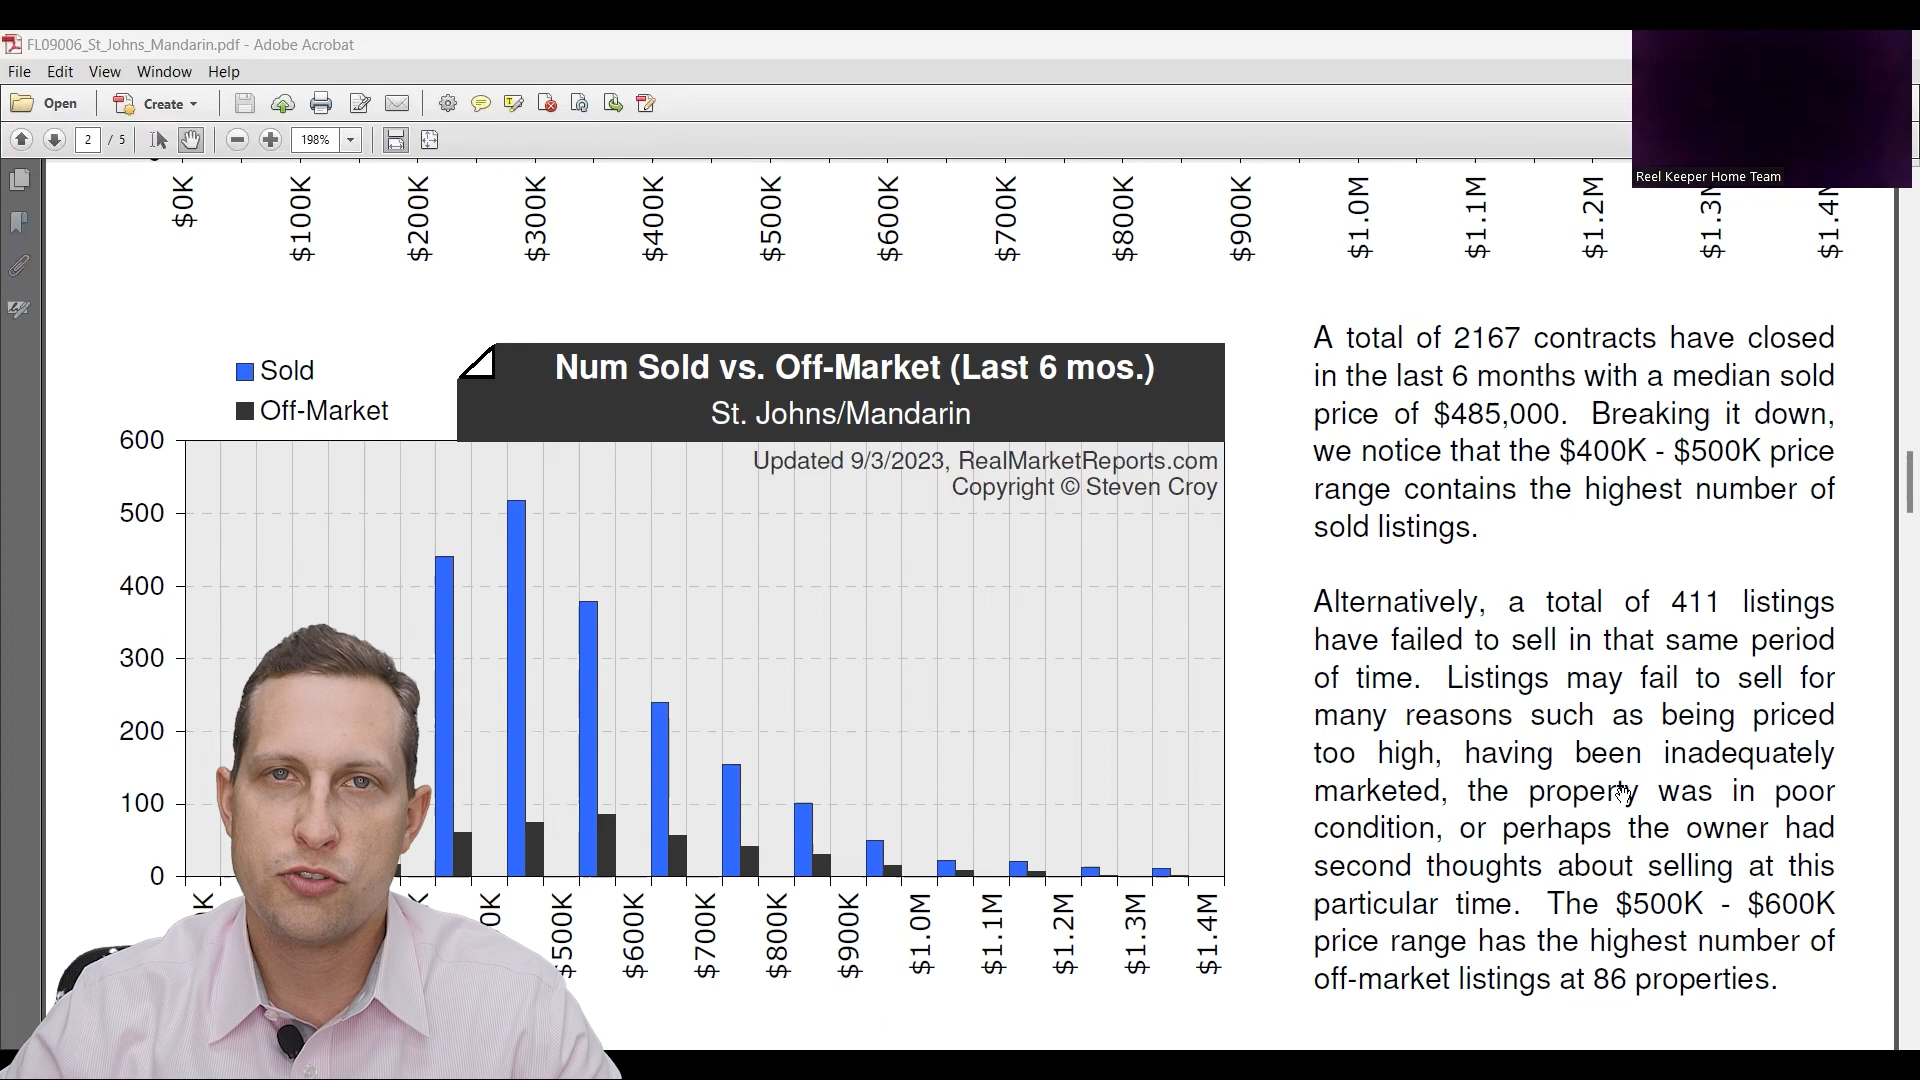 FL09006_St_Johns_Mandarin.pdf - Adobe Acrobat
File Edit View Window Help
Open Create
2 / 5 198%
Reel Keeper Home Team
$0K $100K $200K $300K $400K $500K $600K $700K $800K $900K $1.0M $1.1M $1.2M
Sold
Off-Market
Num Sold vs. Off-Market (Last 6 mos.)
St. Johns/Mandarin
Updated 9/3/2023, RealMarketReports.com
Copyright © Steven Croy
600
500
400
300
200
100
0
$500K $600K $700K $800K $900K $1.0M $1.1M $1.2M $1.3M $1.4M
A total of 2167 contracts have closed
in the last 6 months with a median sold
price of $485,000. Breaking it down,
we notice that the $400K - $500K price
range contains the highest number of
sold listings.
Alternatively, a total of 411 listings
have failed to sell in that same period
of time. Listings may fail to sell for
many reasons such as being priced
too high, having been inadequately
marketed, the property was in poor
condition, or perhaps the owner had
second thoughts about selling at this
particular time. The $500K - $600K
price range has the highest number of
off-market listings at 86 properties.